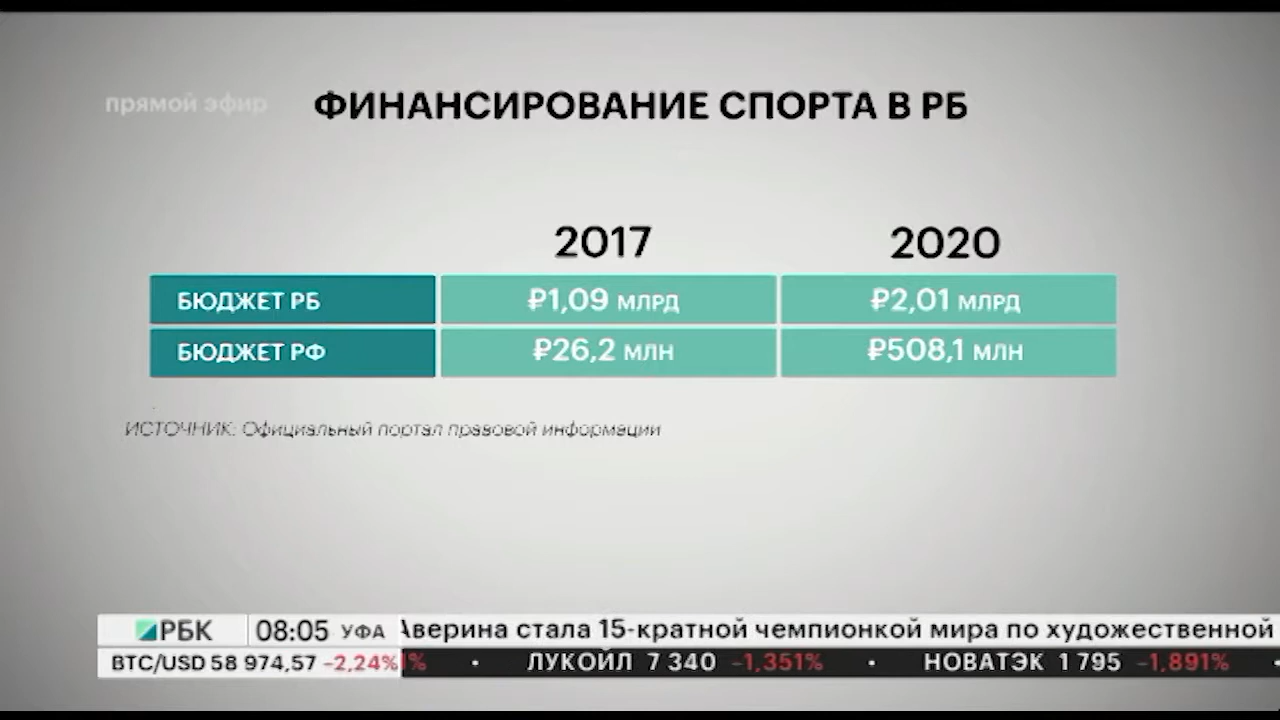 прямой эфир
ФИНАНСИРОВАНИЕ СПОРТА В РБ
2017 2020
БЮДЖЕТ РБ ₽1,09 МЛРД ₽2,01 МЛРД
БЮДЖЕТ РФ ₽26,2 МЛН ₽508,1 МЛН
ИСТОЧНИК: Официальный портал правовой информации
РБК 08:05 УФА Аверина стала 15-кратной чемпионкой мира по художественной
BTC/USD 58 974,57 -2,24% % · ЛУКОЙЛ 7 340 -1,351% · НОВАТЭК 1 795 -1,891% ·